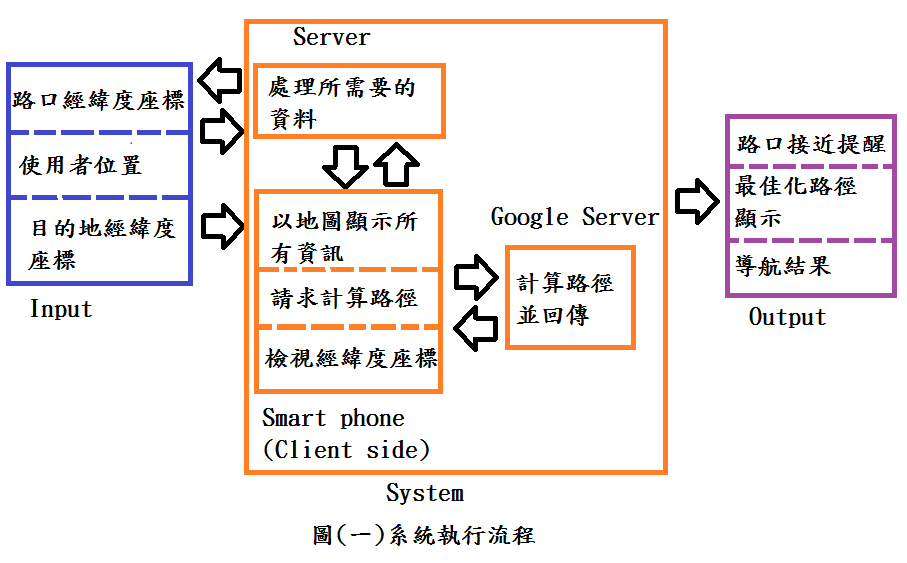 路口經緯度座標
使用者位置
目的地經緯度
座標
Input
Server
處理所需要的
資料
以地圖顯示所
有資訊
請求計算路徑
檢視經緯度座標
Smart phone
(Client side)
Google Server
計算路徑
並回傳
System
路口接近提醒
最佳化路徑
顯示
導航結果
Output
圖(一)系統執行流程